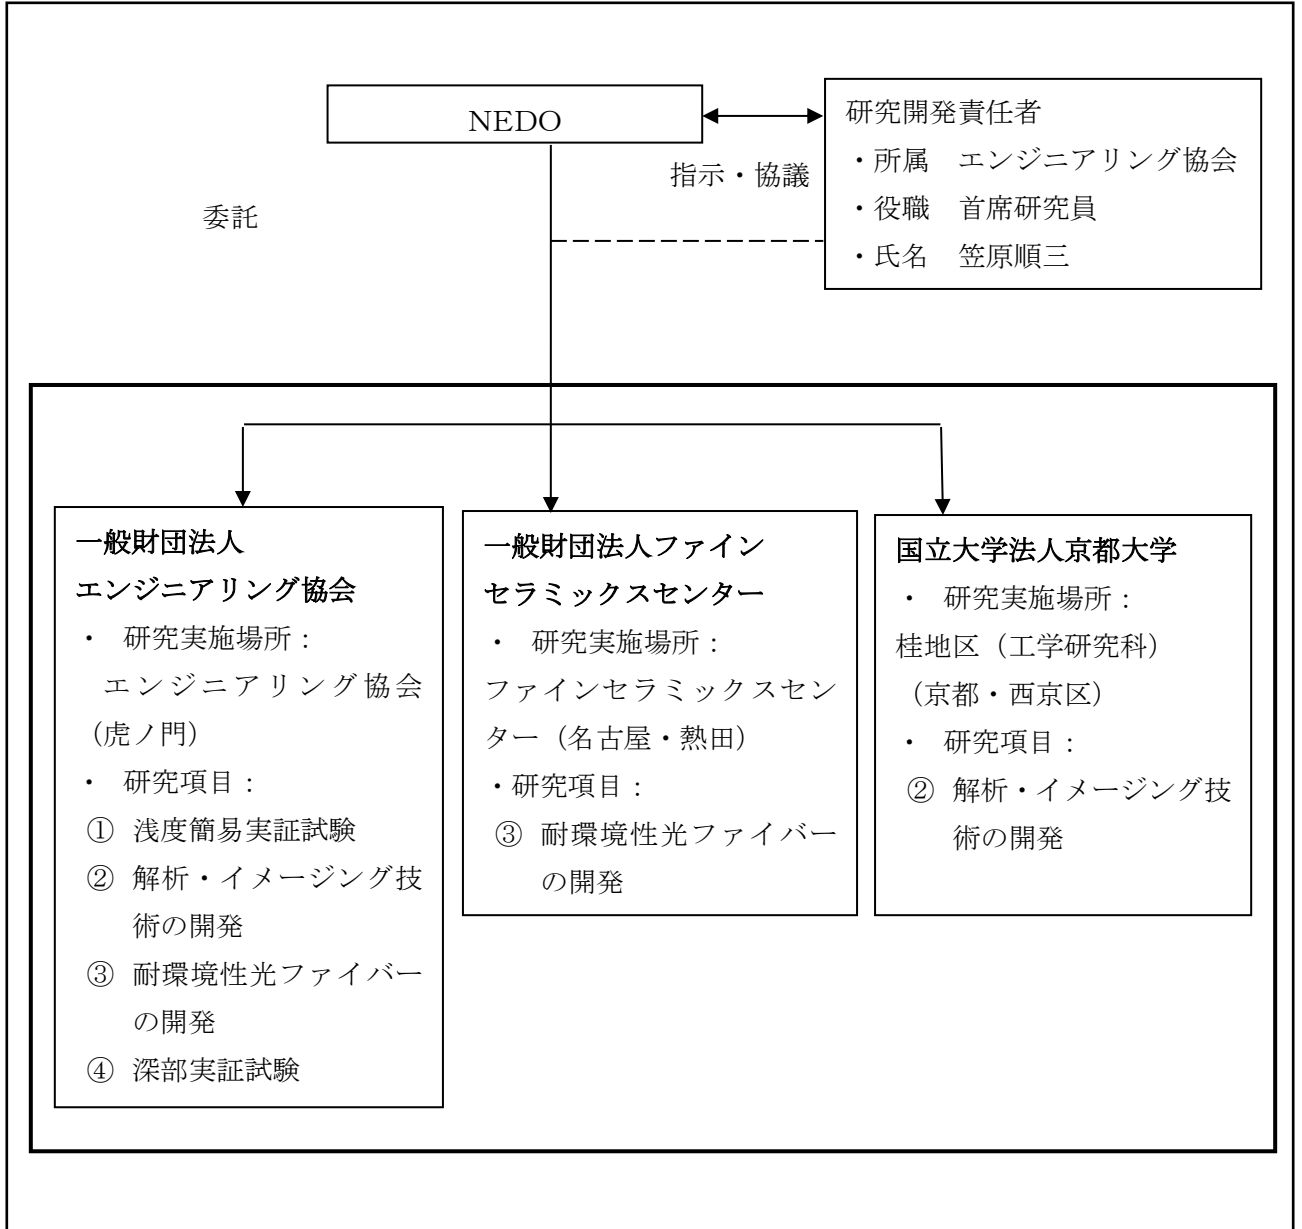 NEDO
研究開発責任者
・所属　エンジニアリング協会
・役職　首席研究員
・氏名　笠原順三
指示・協議
委託
一般財団法人
エンジニアリング協会
・ 研究実施場所：
エンジニアリング協会
（虎ノ門）
・ 研究項目：
① 浅度簡易実証試験
② 解析・イメージング技
術の開発
③ 耐環境性光ファイバー
の開発
④ 深部実証試験
一般財団法人ファイン
セラミックスセンター
・ 研究実施場所：
ファインセラミックスセン
ター（名古屋・熱田）
・研究項目：
③ 耐環境性光ファイバー
の開発
国立大学法人京都大学
・ 研究実施場所：
桂地区（工学研究科）
（京都・西京区）
・ 研究項目：
② 解析・イメージング技
術の開発